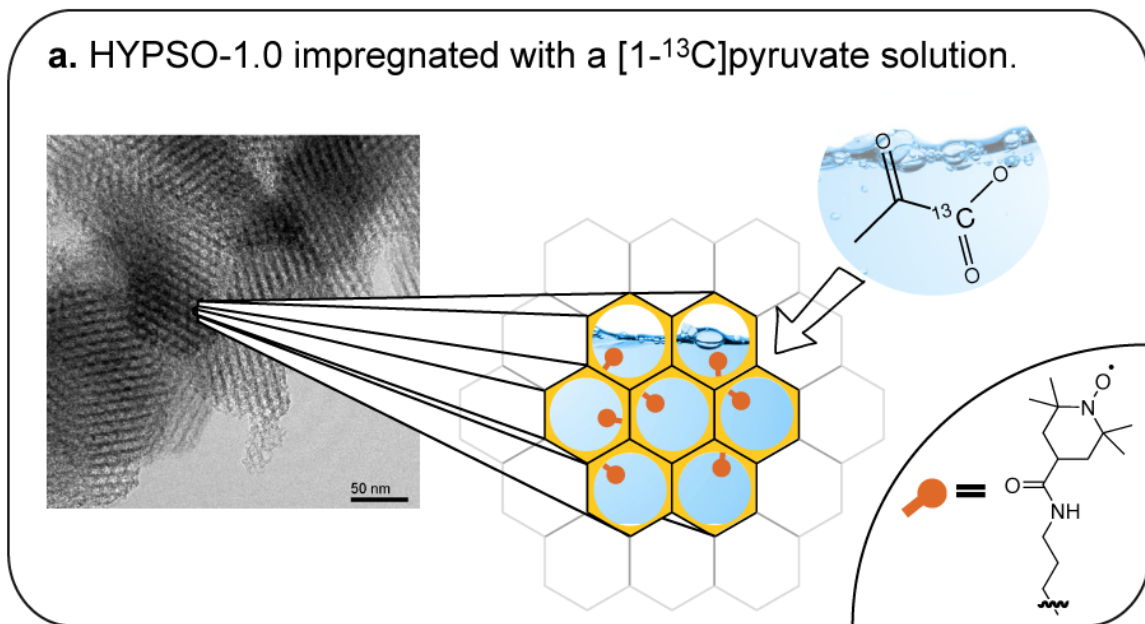 a. HYPSO-1.0 impregnated with a [1-¹³C]pyruvate solution.
O
O⁻
¹³C
O
50 nm
O•
N
O
NH